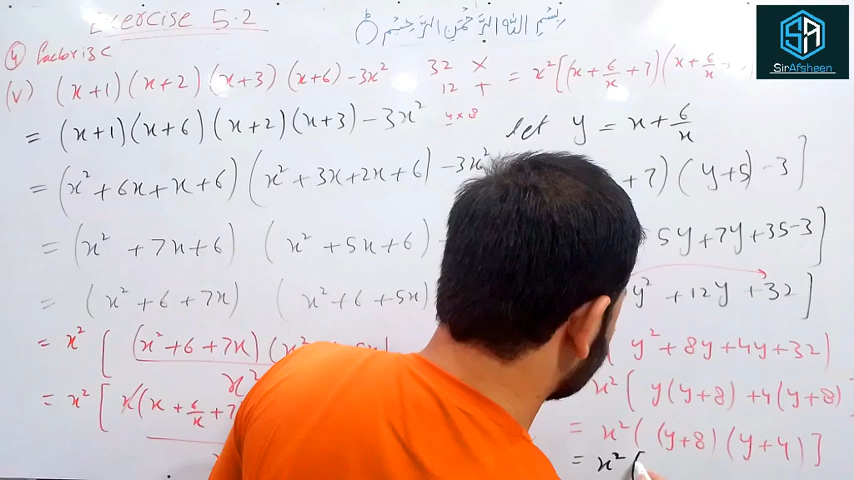 Exercise 5.2
بِسْمِ اللهِ الرَّحْمٰنِ الرَّحِيْمِ
SirAfsheen
④ factorize
(v) (x+1)(x+2)(x+3)(x+6) -3x²
= (x+1)(x+6)(x+2)(x+3) -3x²
= (x²+6x+x+6)(x²+3x+2x+6) -3x²
= (x²+7x+6)(x²+5x+6)
= (x²+6+7x)(x²+6+5x)
= x²[(x²+6+7x)(x²
= x²[x(x+6/x+7
32 ×
12 +
4×8
= x²[(x+6/x+7)(x+6/x
let y = x+6/x
+7)(y+5)-3]
5y+7y+35-3]
y²+12y+32]
y²+8y+4y+32)
x²[y(y+8)+4(y+8)]
= x²[(y+8)(y+4)]
= x²[